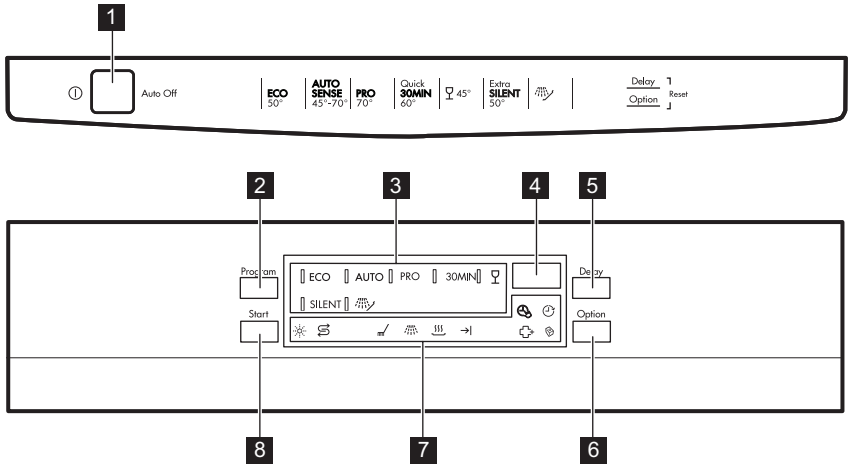 1
Auto Off
ECO
50°
AUTO
SENSE
45°-70°
PRO
70°
Quick
30MIN
60°
45°
Extra
SILENT
50°
Delay
Option
Reset
2
3
4
5
Program
ECO
AUTO
PRO
30MIN
Delay
SILENT
Start
Option
8
7
6